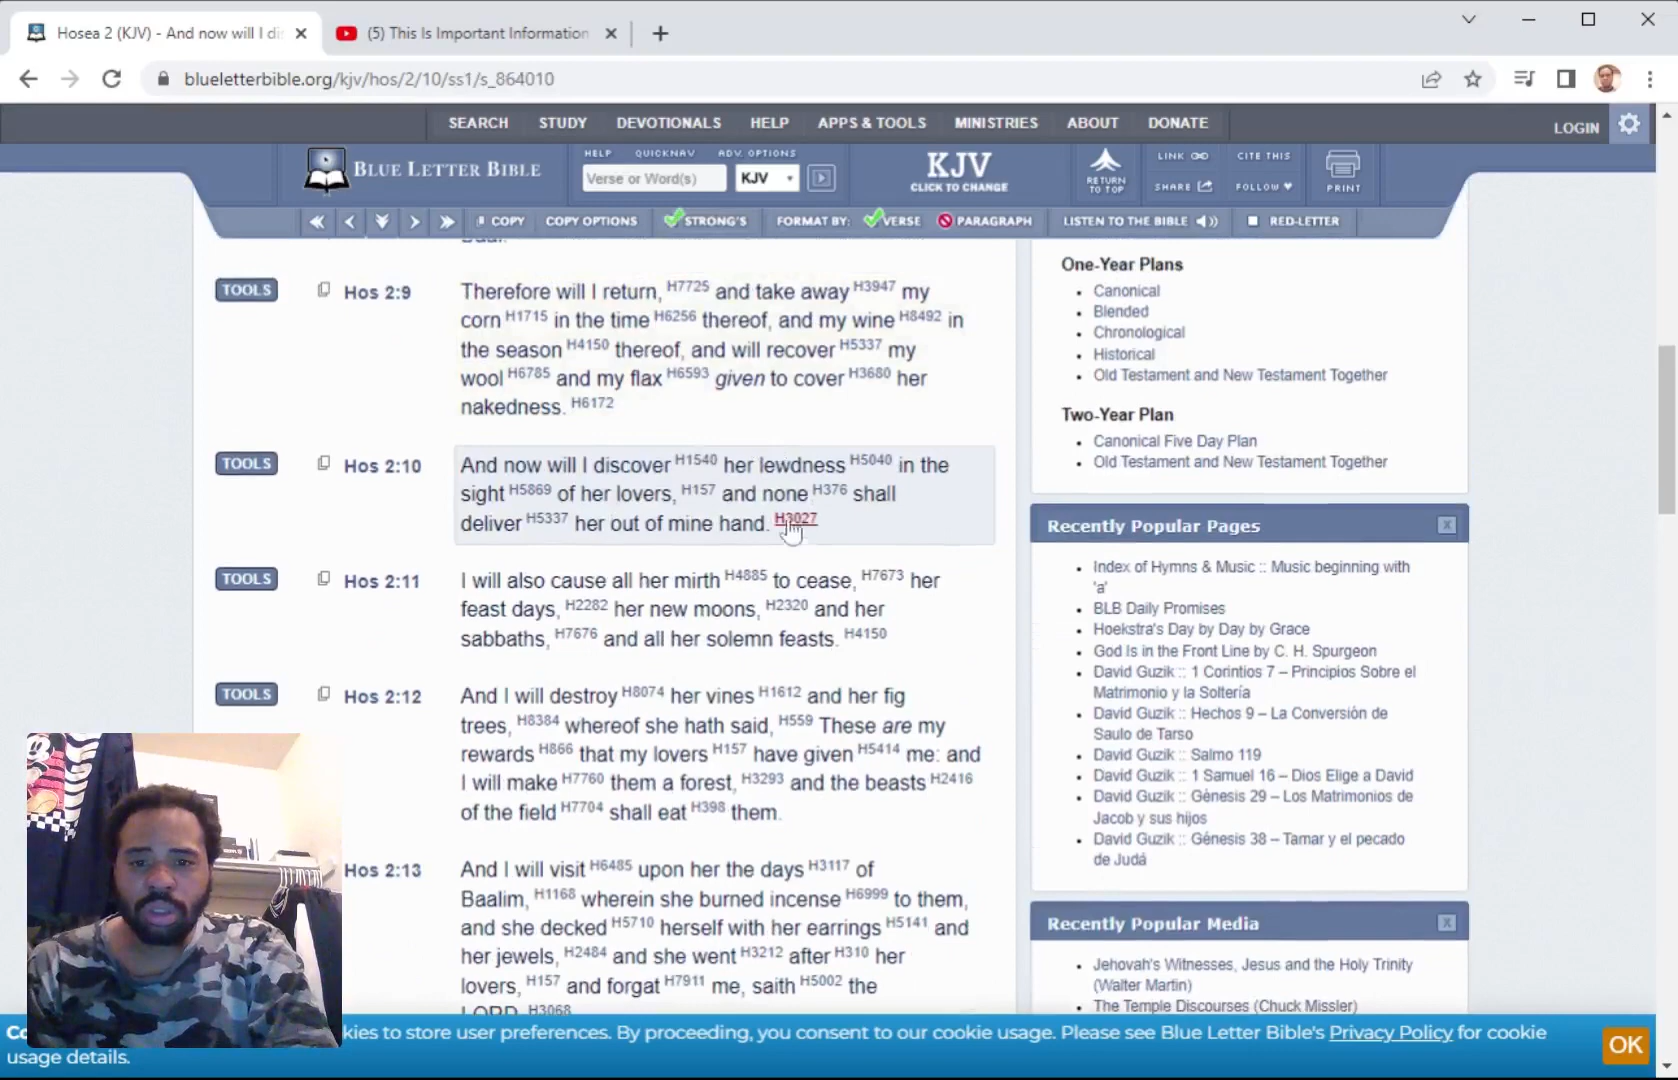 Hosea 2 (KJV) - And now will I di
(5) This Is Important Information
blueletterbible.org/kjv/hos/2/10/ss1/s_864010
SEARCH STUDY DEVOTIONALS HELP APPS & TOOLS MINISTRIES ABOUT DONATE
LOGIN
BLUE LETTER BIBLE
HELP QUICKNAV ADV. OPTIONS
Verse or Word(s)
KJV
KJV
CLICK TO CHANGE
RETURN
TO TOP
LINK
CITE THIS
SHARE
FOLLOW
PRINT
COPY COPY OPTIONS STRONG'S FORMAT BY: VERSE PARAGRAPH LISTEN TO THE BIBLE RED-LETTER
TOOLS
Hos 2:9
Therefore will I return, H7725 and take away H3947 my
corn H1715 in the time H6256 thereof, and my wine H8492 in
the season H4150 thereof, and will recover H5337 my
wool H6785 and my flax H6593 given to cover H3680 her
nakedness. H6172
TOOLS
Hos 2:10
And now will I discover H1540 her lewdness H5040 in the
sight H5869 of her lovers, H157 and none H376 shall
deliver H5337 her out of mine hand. H3027
TOOLS
Hos 2:11
I will also cause all her mirth H4885 to cease, H7673 her
feast days, H2282 her new moons, H2320 and her
sabbaths, H7676 and all her solemn feasts. H4150
TOOLS
Hos 2:12
And I will destroy H8074 her vines H1612 and her fig
trees, H8384 whereof she hath said, H559 These are my
rewards H866 that my lovers H157 have given H5414 me: and
I will make H7760 them a forest, H3293 and the beasts H2416
of the field H7704 shall eat H398 them.
Hos 2:13
And I will visit H6485 upon her the days H3117 of
Baalim, H1168 wherein she burned incense H6999 to them,
and she decked H5710 herself with her earrings H5141 and
her jewels, H2484 and she went H3212 after H310 her
lovers, H157 and forgat H7911 me, saith H5002 the
LORD. H3068
One-Year Plans
Canonical
Blended
Chronological
Historical
Old Testament and New Testament Together
Two-Year Plan
Canonical Five Day Plan
Old Testament and New Testament Together
Recently Popular Pages
Index of Hymns & Music :: Music beginning with
'a'
BLB Daily Promises
Hoekstra's Day by Day by Grace
God Is in the Front Line by C. H. Spurgeon
David Guzik :: 1 Corintios 7 – Principios Sobre el
Matrimonio y la Soltería
David Guzik :: Hechos 9 – La Conversión de
Saulo de Tarso
David Guzik :: Salmo 119
David Guzik :: 1 Samuel 16 – Dios Elige a David
David Guzik :: Génesis 29 – Los Matrimonios de
Jacob y sus hijos
David Guzik :: Génesis 38 – Tamar y el pecado
de Judá
Recently Popular Media
Jehovah's Witnesses, Jesus and the Holy Trinity
(Walter Martin)
The Temple Discourses (Chuck Missler)
Co kies to store user preferences. By proceeding, you consent to our cookie usage. Please see Blue Letter Bible's Privacy Policy for cookie
usage details.
OK